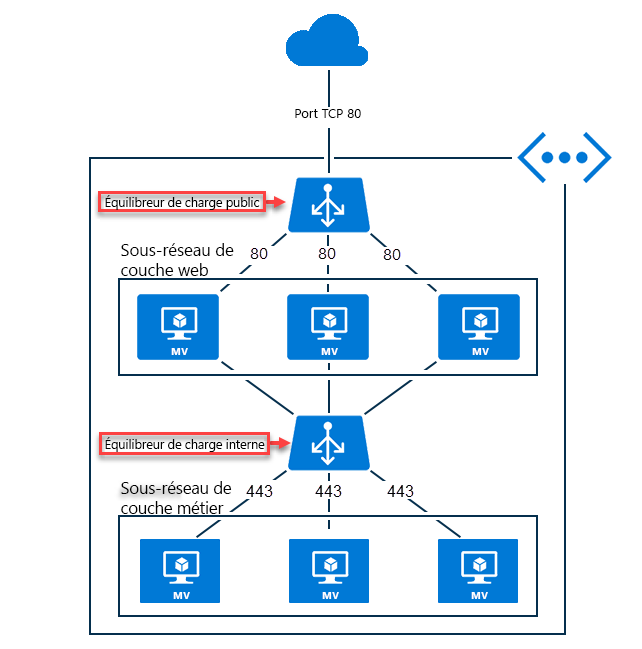 Port TCP 80
Équilibreur de charge public
Sous-réseau de
couche web
80
80
80
MV
MV
MV
Équilibreur de charge interne
Sous-réseau de
couche métier
443
443
443
MV
MV
MV